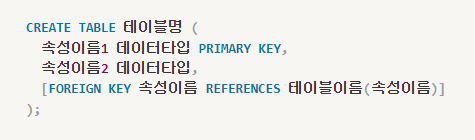 CREATE TABLE 테이블명 (
속성이름1 데이터타입 PRIMARY KEY,
속성이름2 데이터타입,
[FOREIGN KEY 속성이름 REFERENCES 테이블이름(속성이름)]
);